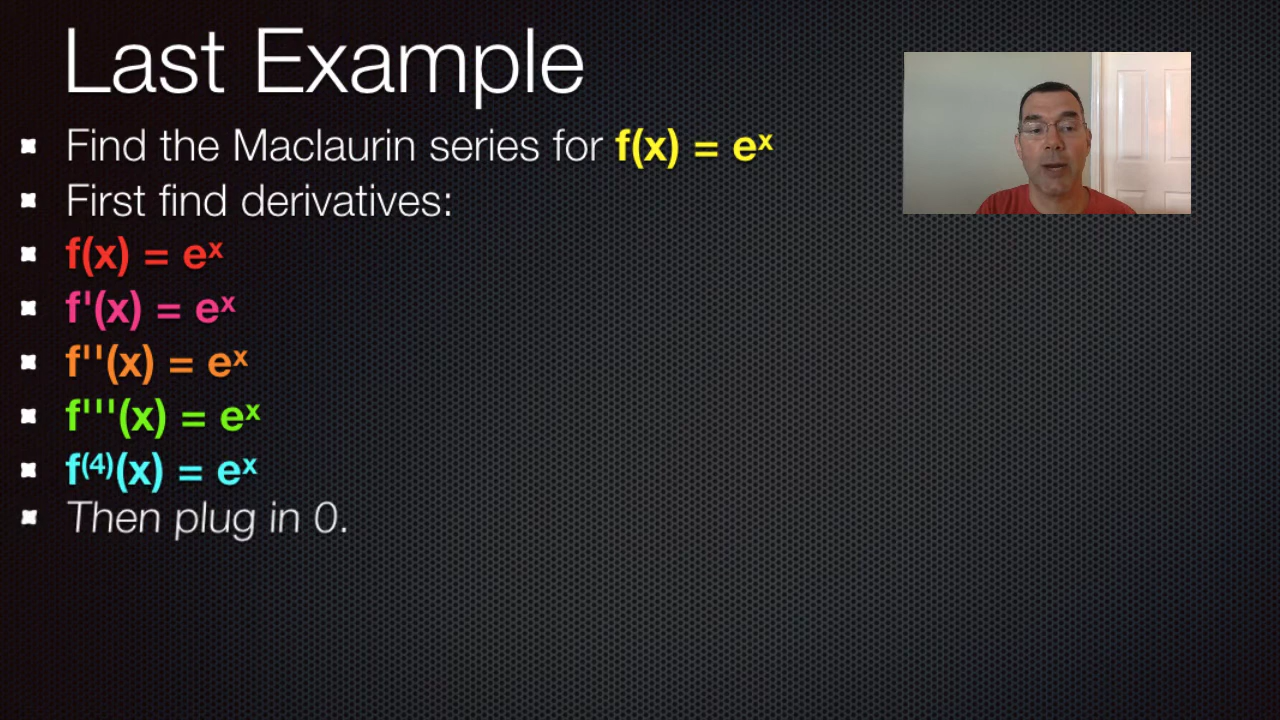 Last Example
Find the Maclaurin series for f(x) = eˣ
First find derivatives:
f(x) = eˣ
f'(x) = eˣ
f''(x) = eˣ
f'''(x) = eˣ
f⁽⁴⁾(x) = eˣ
Then plug in 0.